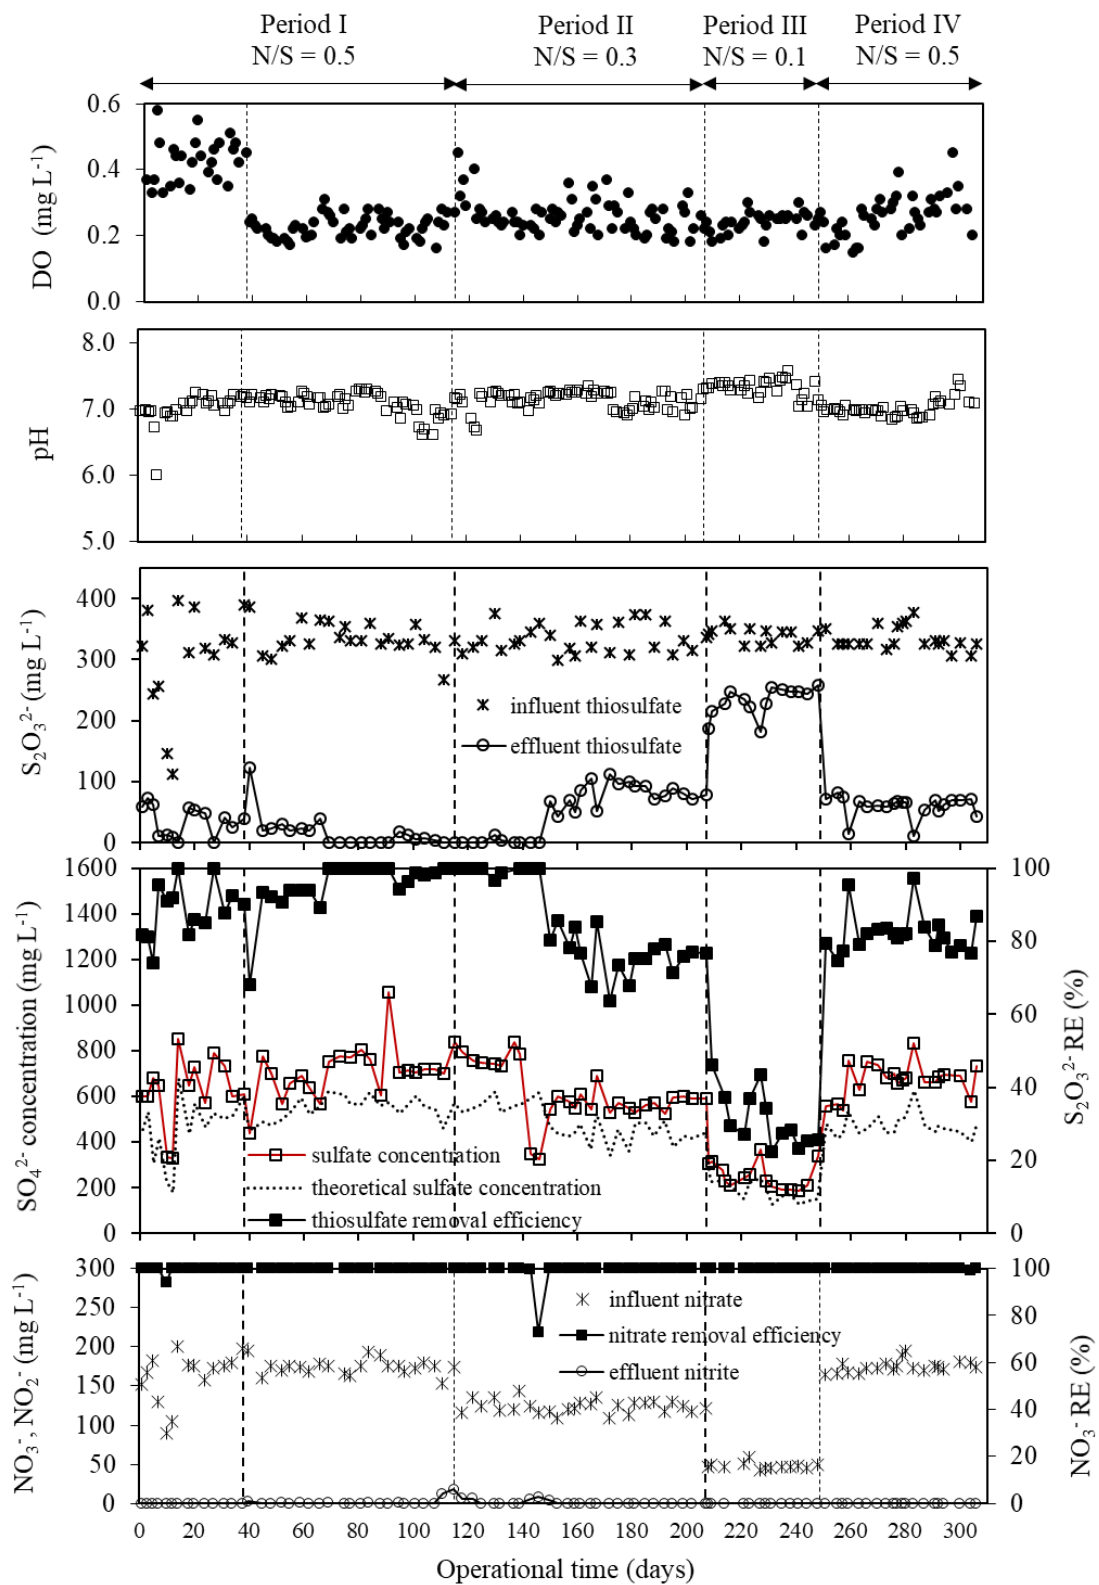 Period I Period II Period III Period IV
N/S = 0.5 N/S = 0.3 N/S = 0.1 N/S = 0.5
DO (mg L⁻¹)
0.6
0.4
0.2
0.0
pH
8.0
7.0
6.0
5.0
S₂O₃²⁻ (mg L⁻¹)
400
300
200
100
0
influent thiosulfate
effluent thiosulfate
SO₄²⁻ concentration (mg L⁻¹)
1600
1400
1200
1000
800
600
400
200
0
sulfate concentration
theoretical sulfate concentration
thiosulfate removal efficiency
100
80
60
40
20
0
S₂O₃²⁻ RE (%)
NO₃⁻, NO₂⁻ (mg L⁻¹)
300
250
200
150
100
50
0
influent nitrate
nitrate removal efficiency
effluent nitrite
100
80
60
40
20
0
NO₃⁻ RE (%)
0 20 40 60 80 100 120 140 160 180 200 220 240 260 280 300
Operational time (days)